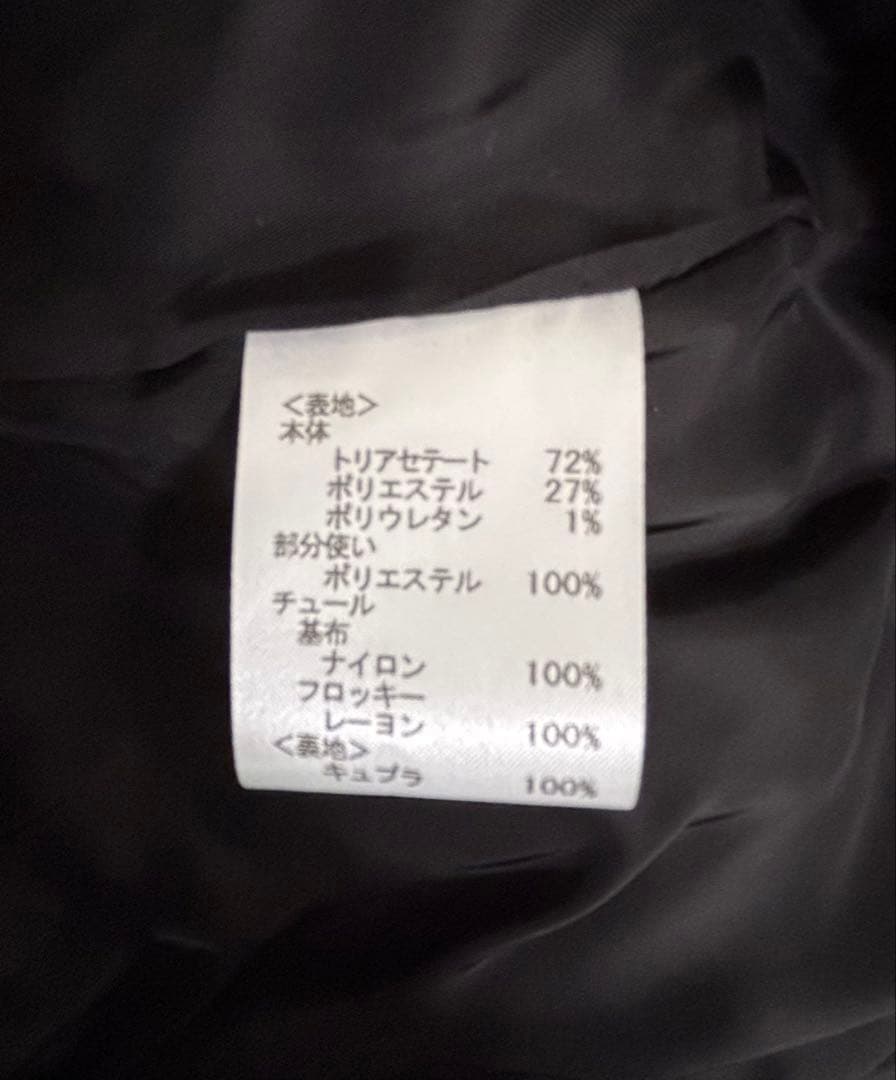 <表地>
本体
トリアセテート 72%
ポリエステル 27%
ポリウレタン 1%
部分使い
ポリエステル 100%
チュール
基布
ナイロン 100%
フロッキー
レーヨン 100%
<裏地>
キュプラ 100%